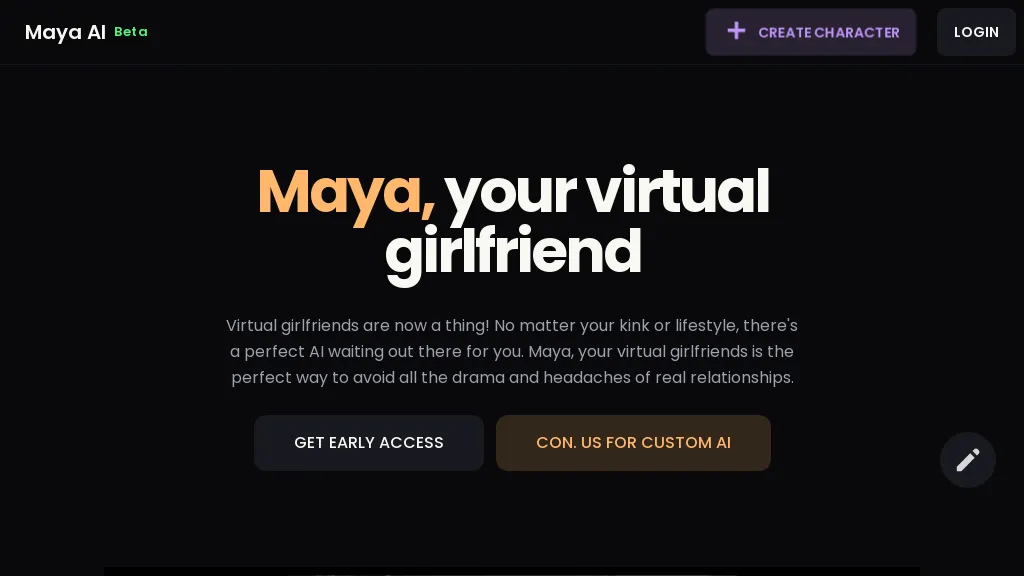 Maya AI Beta
CREATE CHARACTER
LOGIN
Maya, your virtual
girlfriend
Virtual girlfriends are now a thing! No matter your kink or lifestyle, there's
a perfect AI waiting out there for you. Maya, your virtual girlfriends is the
perfect way to avoid all the drama and headaches of real relationships.
GET EARLY ACCESS
CON. US FOR CUSTOM AI